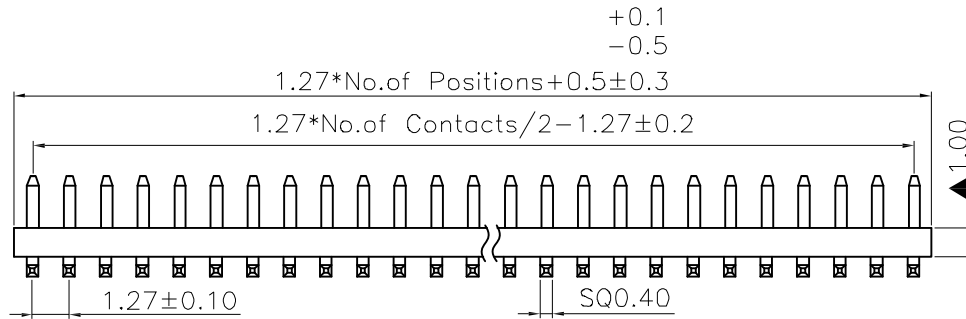 +0.1
-0.5
1.27*No.of Positions+0.5±0.3
1.27*No.of Contacts/2-1.27±0.2
1.00
1.27±0.10
SQ0.40